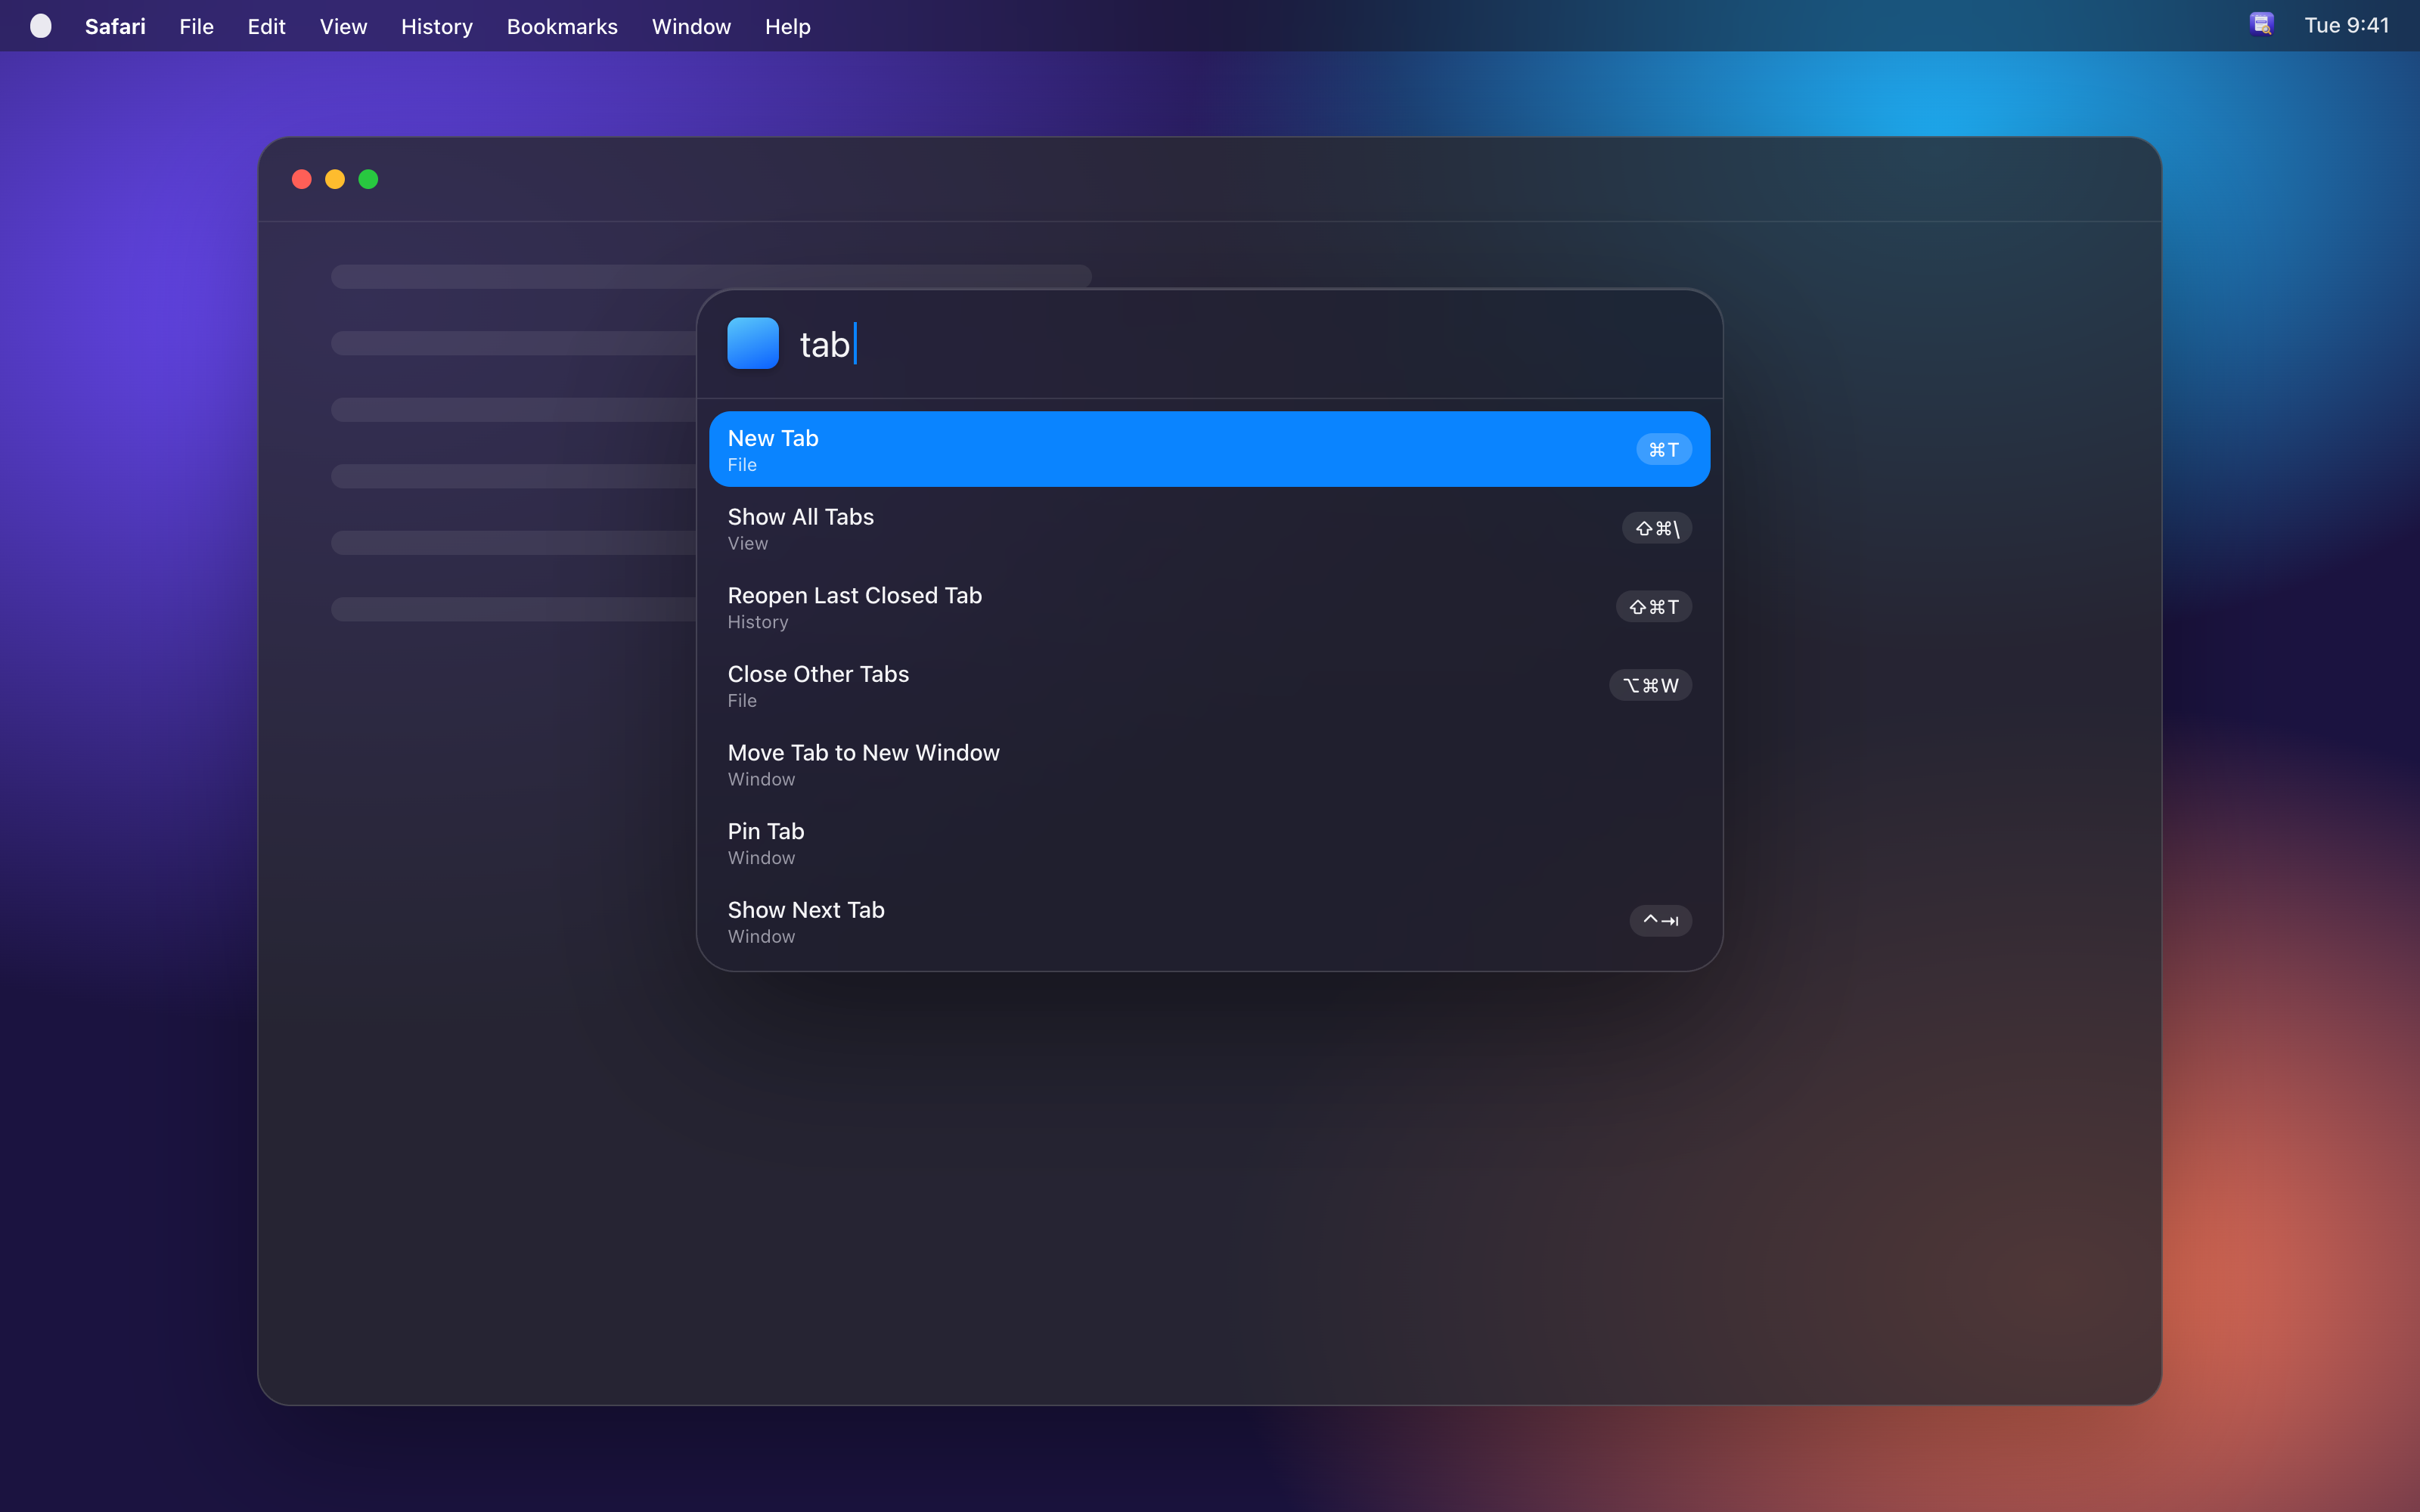 Safari File Edit View History Bookmarks Window Help Tue 9:41
tab
New Tab ⌘T
File
Show All Tabs ⇧⌘\
View
Reopen Last Closed Tab ⇧⌘T
History
Close Other Tabs ⌥⌘W
File
Move Tab to New Window
Window
Pin Tab
Window
Show Next Tab ^⇥
Window